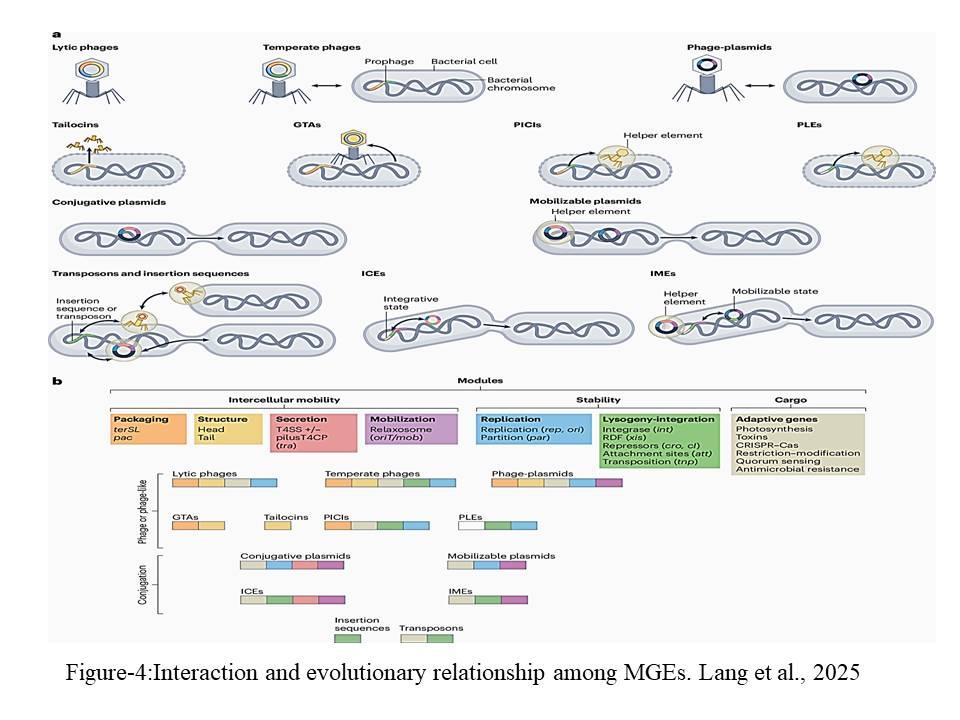 a
Lytic phages
Temperate phages
Phage-plasmids
Prophage
Bacterial cell
Bacterial
chromosome
Tailocins
GTAs
PICIs
PLEs
Helper element
Conjugative plasmids
Mobilizable plasmids
Helper element
Transposons and insertion sequences
ICEs
IMEs
Insertion
sequence or
transposon
Integrative
state
Helper
element
Mobilizable state
b
Modules
Intercellular mobility
Stability
Cargo
Packaging
terSL
pac
Structure
Head
Tail
Secretion
T4SS +/–
pilusT4CP
(tra)
Mobilization
Relaxosome
(oriT/mob)
Replication
Replication (rep, ori)
Partition (par)
Lysogeny-integration
Integrase (int)
RDF (xis)
Repressors (cro, cI)
Attachment sites (att)
Transposition (tnp)
Adaptive genes
Photosynthesis
Toxins
CRISPR–Cas
Restriction–modification
Quorum sensing
Antimicrobial resistance
Phage or phage-like
Lytic phages
Temperate phages
Phage-plasmids
GTAs
Tailocins
PICIs
PLEs
Conjugation
Conjugative plasmids
Mobilizable plasmids
ICEs
IMEs
Insertion
sequences
Transposons
Figure-4:Interaction and evolutionary relationship among MGEs. Lang et al., 2025